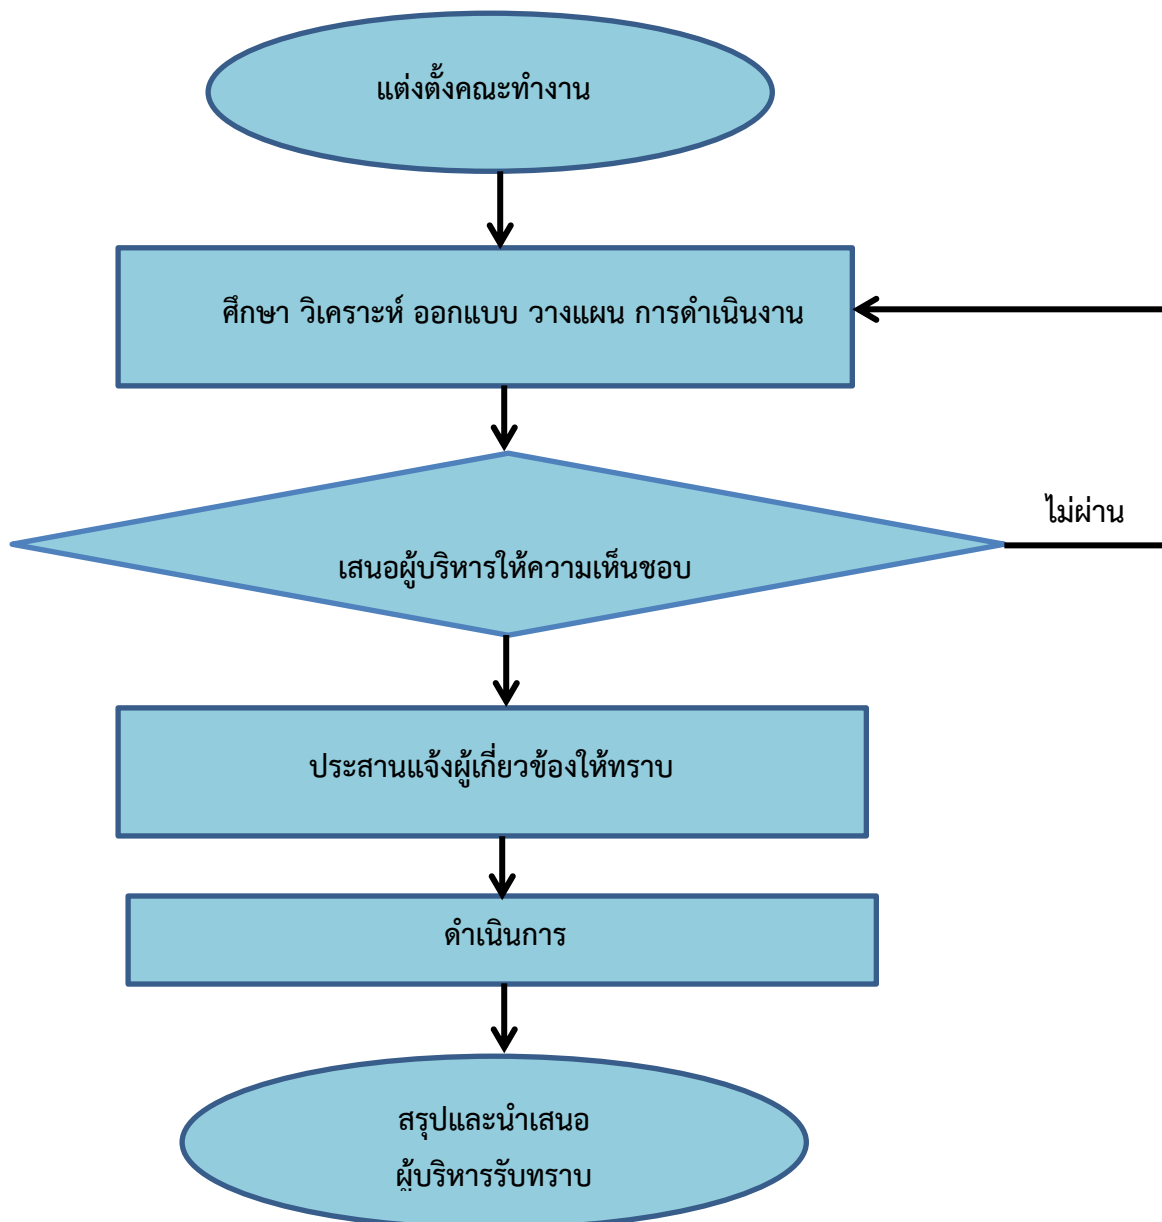 แต่งตั้งคณะทำงาน
ศึกษา วิเคราะห์ ออกแบบ วางแผน การดำเนินงาน
ไม่ผ่าน
เสนอผู้บริหารให้ความเห็นชอบ
ประสานแจ้งผู้เกี่ยวข้องให้ทราบ
ดำเนินการ
สรุปและนำเสนอ
ผู้บริหารรับทราบ